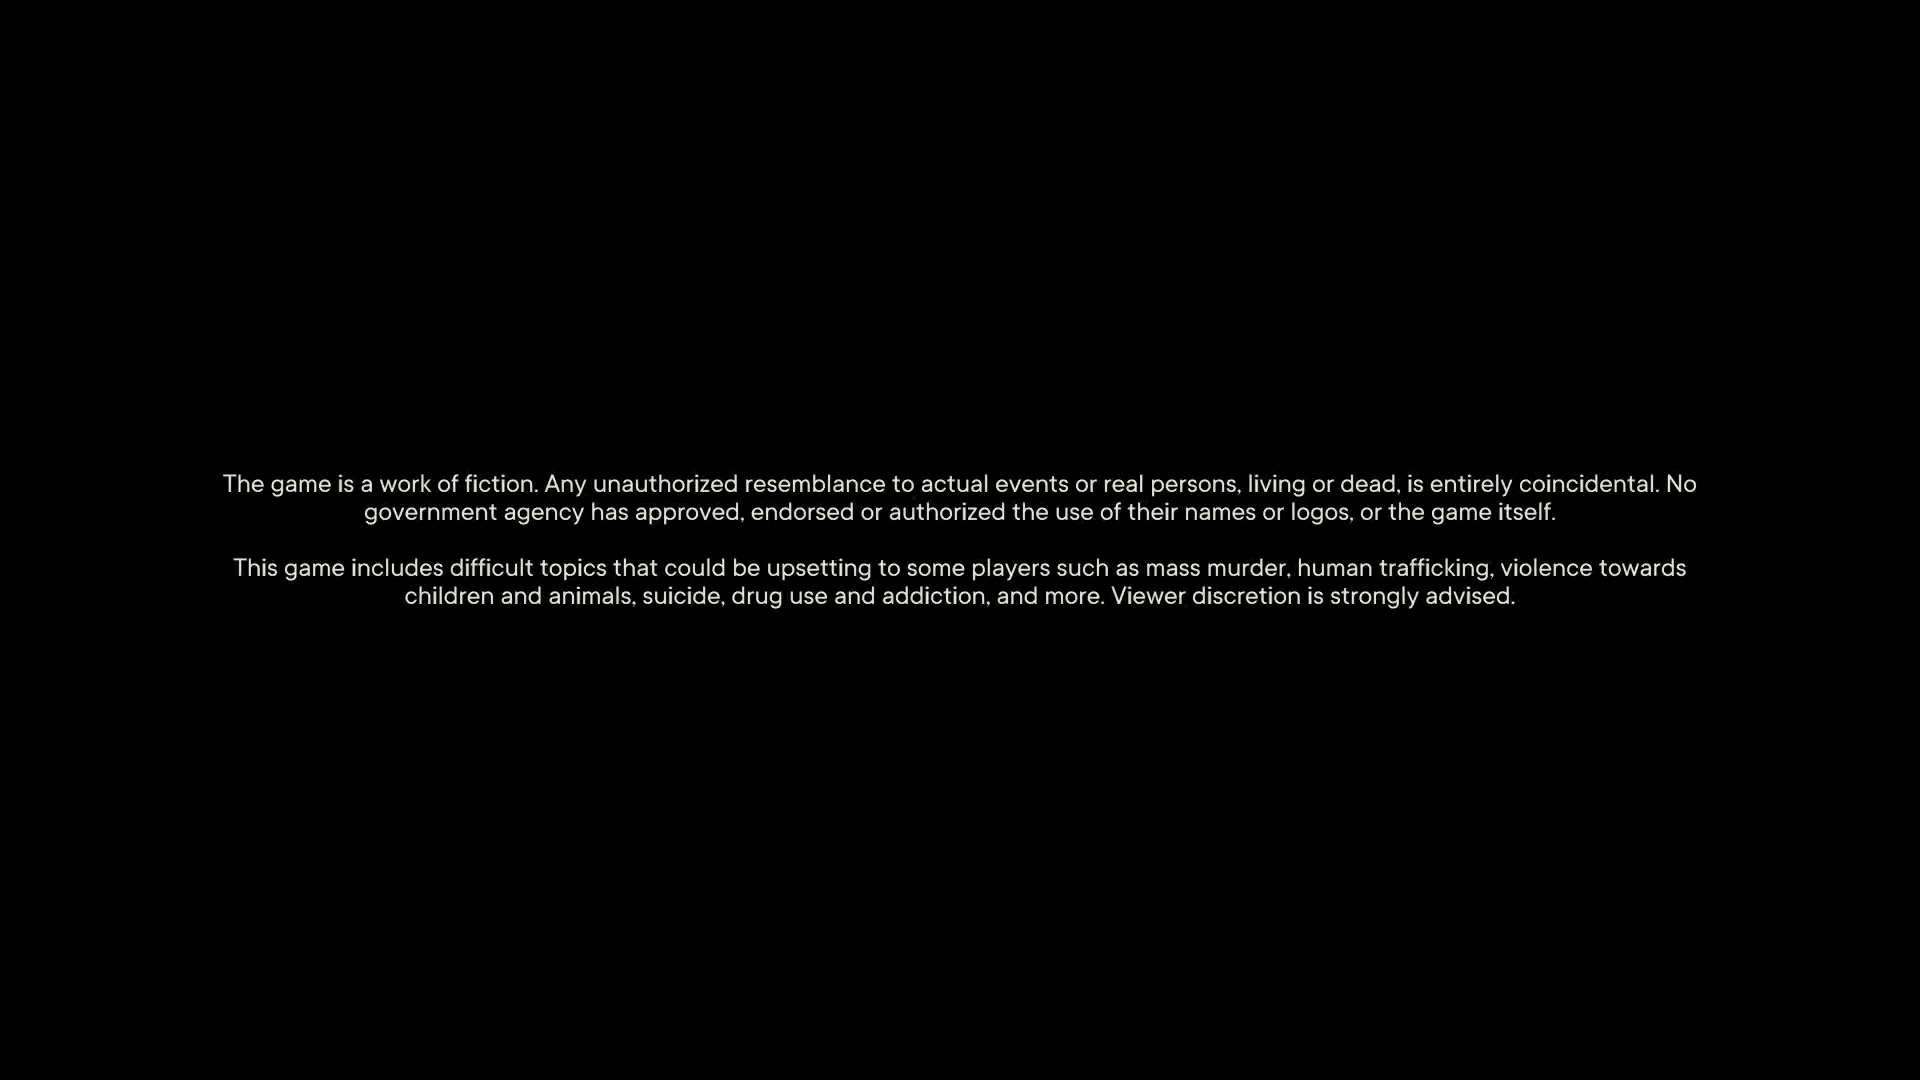 The game is a work of fiction. Any unauthorized resemblance to actual events or real persons, living or dead, is entirely coincidental. No
government agency has approved, endorsed or authorized the use of their names or logos, or the game itself.
This game includes difficult topics that could be upsetting to some players such as mass murder, human trafficking, violence towards
children and animals, suicide, drug use and addiction, and more. Viewer discretion is strongly advised.